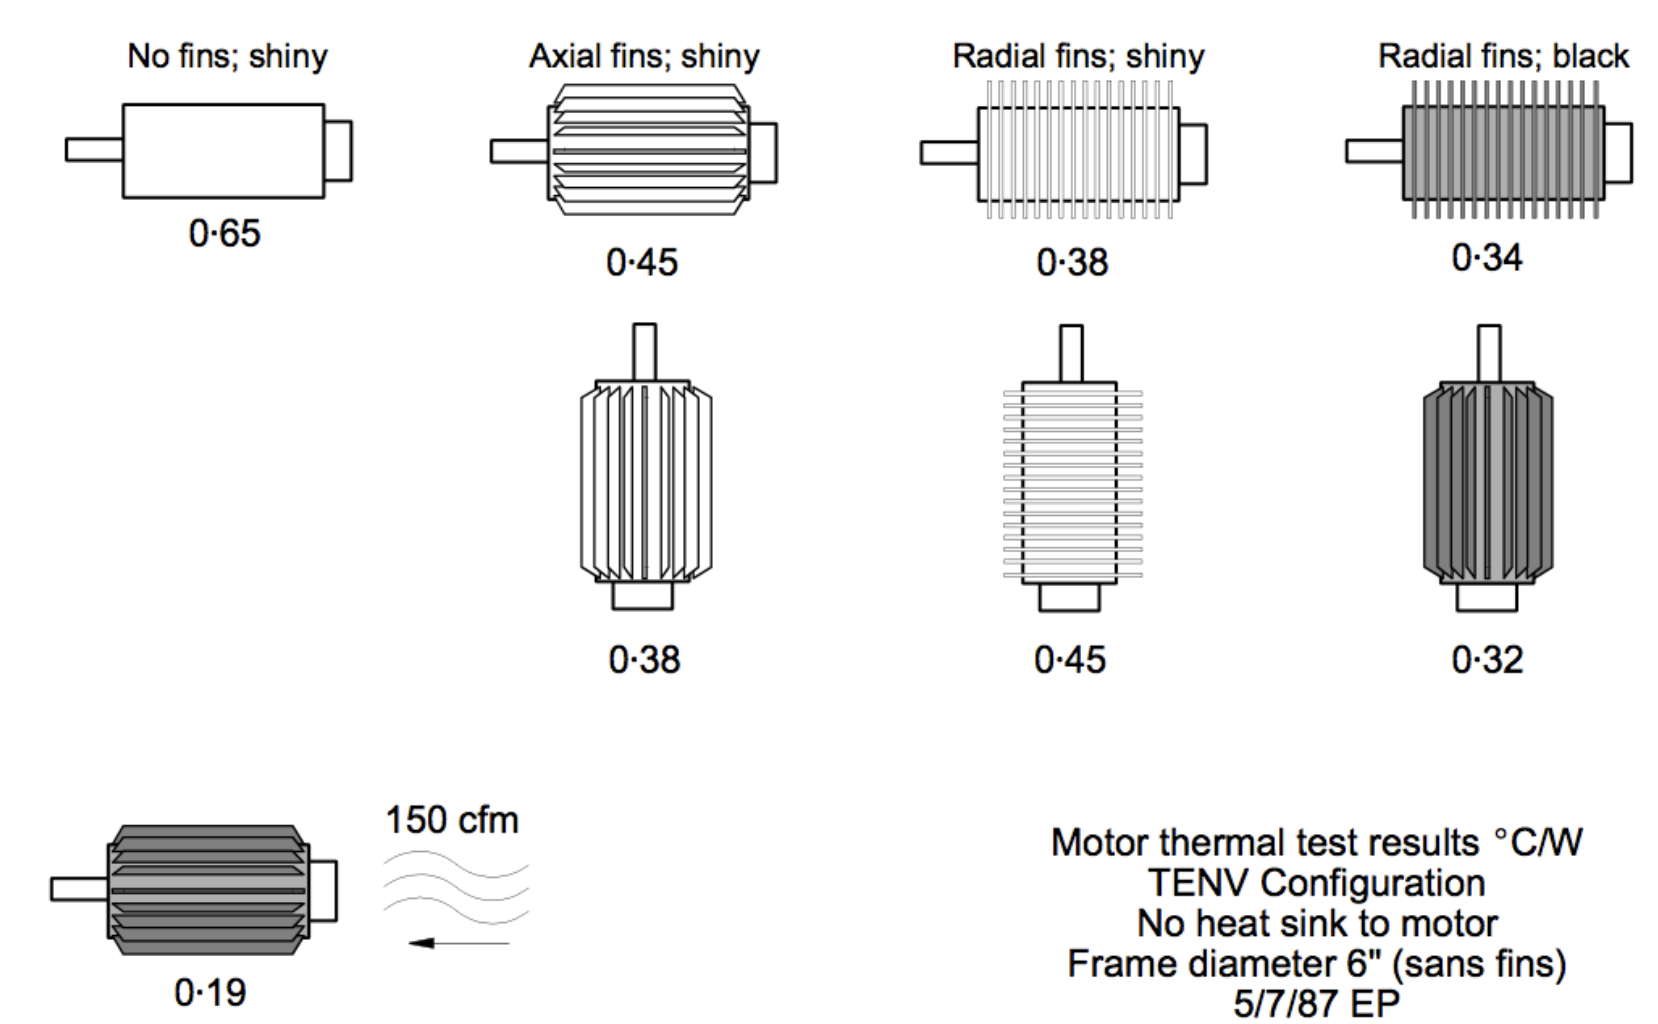 No fins; shiny
Axial fins; shiny
Radial fins; shiny
Radial fins; black
0·65
0·45
0·38
0·34
0·38
0·45
0·32
150 cfm
0·19
Motor thermal test results °C/W
TENV Configuration
No heat sink to motor
Frame diameter 6" (sans fins)
5/7/87 EP